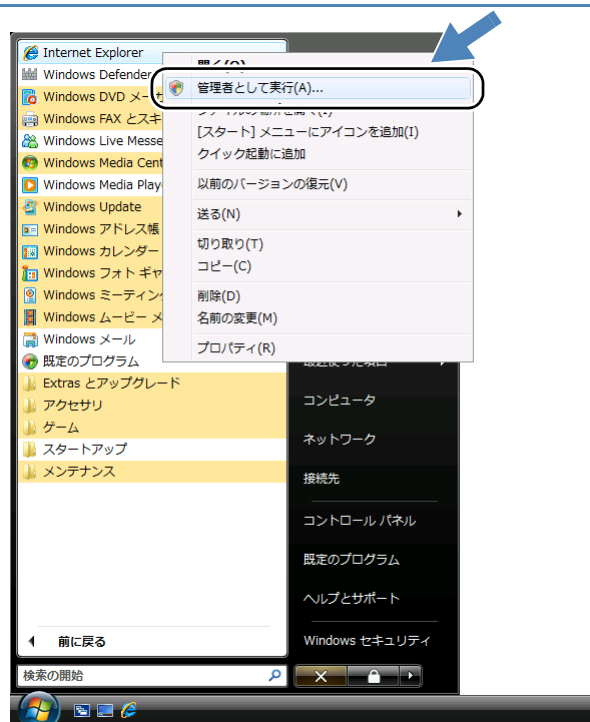 Internet Explorer
Windows Defender
Windows DVD メーカ
Windows FAX とスキ
Windows Live Messe
Windows Media Cent
Windows Media Play
Windows Update
Windows アドレス帳
Windows カレンダー
Windows フォト ギャ
Windows ミーティン
Windows ムービー メ
Windows メール
既定のプログラム
Extras とアップグレード
アクセサリ
ゲーム
スタートアップ
メンテナンス
前に戻る
検索の開始
管理者として実行(A)...
[スタート] メニューにアイコンを追加(I)
クイック起動に追加
以前のバージョンの復元(V)
送る(N)
切り取り(T)
コピー(C)
削除(D)
名前の変更(M)
プロパティ(R)
コンピュータ
ネットワーク
接続先
コントロール パネル
既定のプログラム
ヘルプとサポート
Windows セキュリティ